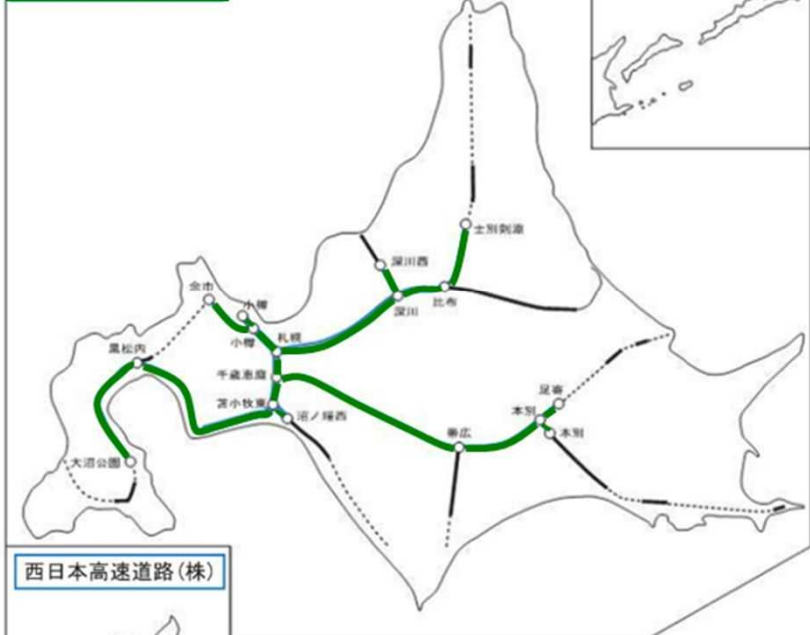 士別剣淵
深川西
余市
小樽
比布
深川
小樽
札幌
黒松内
千歳恵庭
足寄
苫小牧東
沼ノ端西
本別
本別
帯広
大沼公園
西日本高速道路(株)